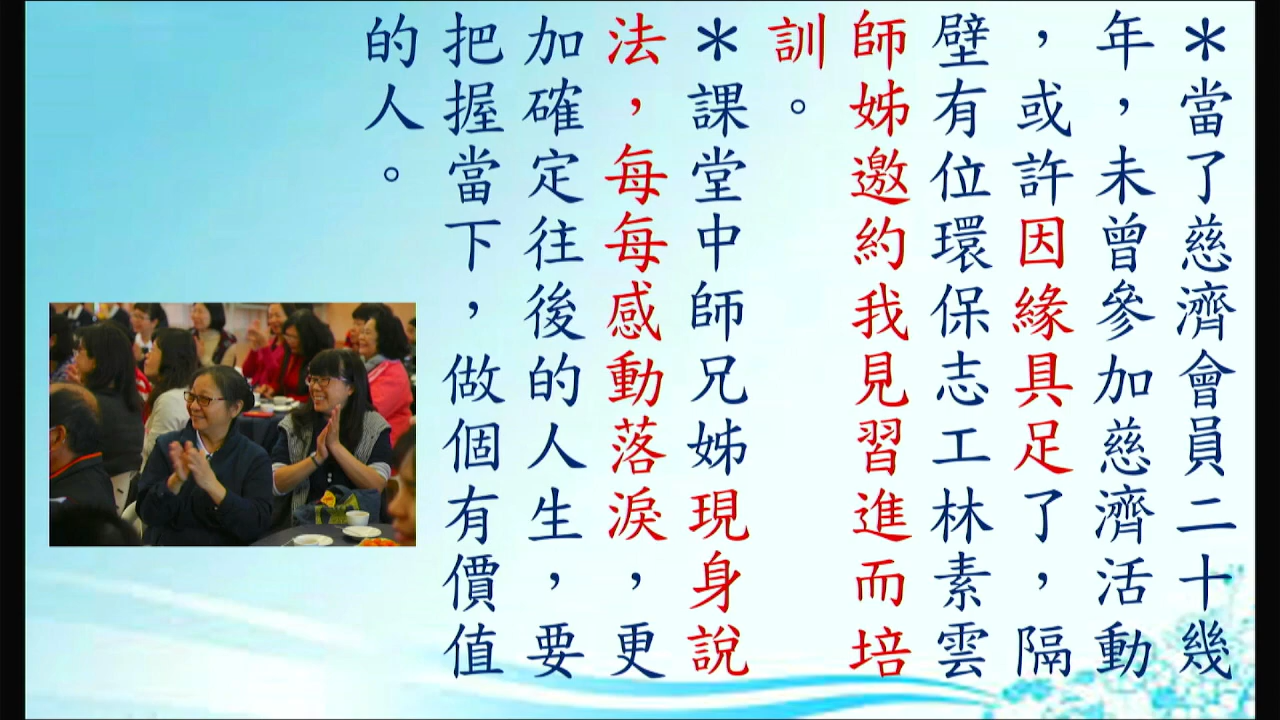 ＊當了慈濟會員二十幾
年，未曾參加慈濟活動
，或許因緣具足了，隔
壁有位環保志工林素雲
師姊邀約我見習進而培
訓。
＊課堂中師兄姊現身說
法，每每感動落淚，更
加確定往後的人生，要
把握當下，做個有價值
的人。